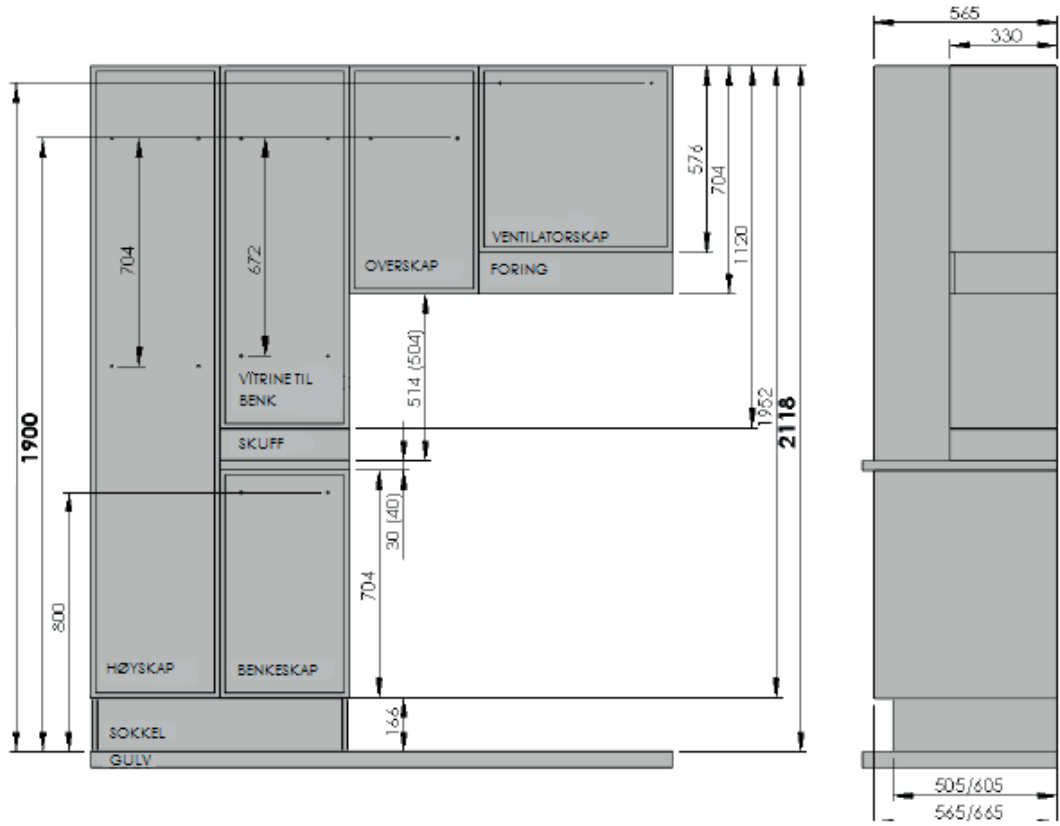 565
330
576
704
1120
VENTILATORSKAP
OVERSKAP
FORING
704
672
514 (504)
VITRINE TIL
BENK
1952
2118
1900
SKUFF
30 (40)
704
800
HØYSKAP
BENKESKAP
166
SOKKEL
GULV
505/605
565/665